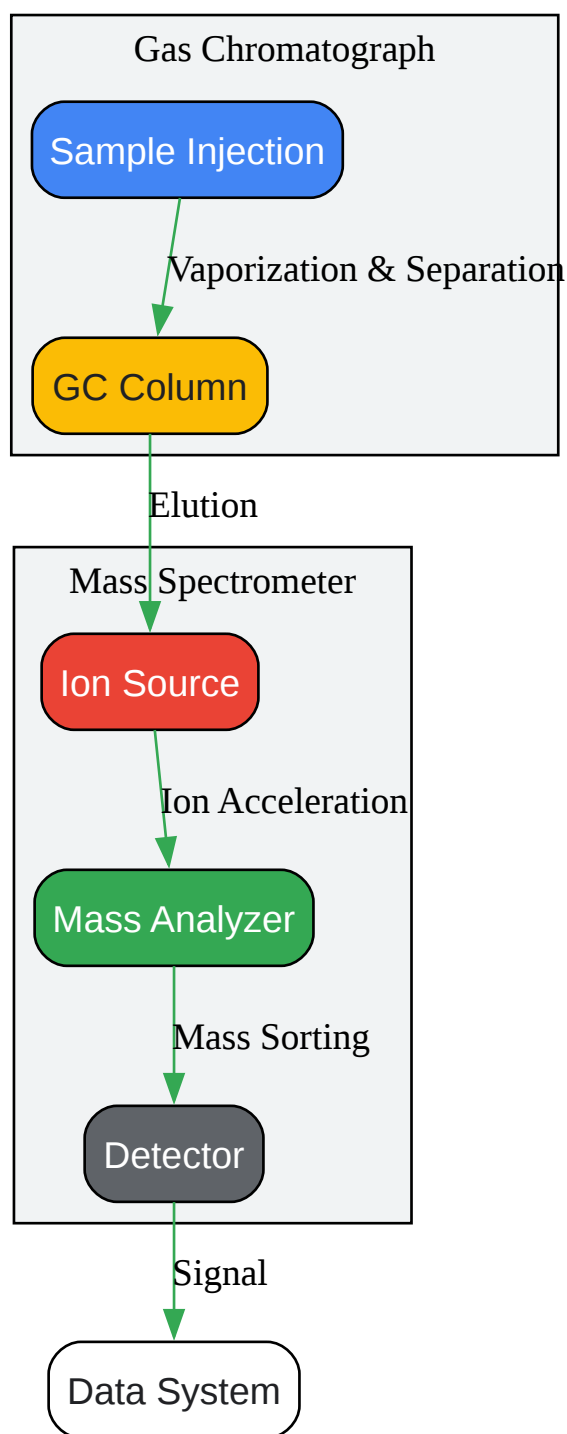 Gas Chromatograph
Sample Injection
Vaporization & Separation
GC Column
Elution
Mass Spectrometer
Ion Source
Ion Acceleration
Mass Analyzer
Mass Sorting
Detector
Signal
Data System